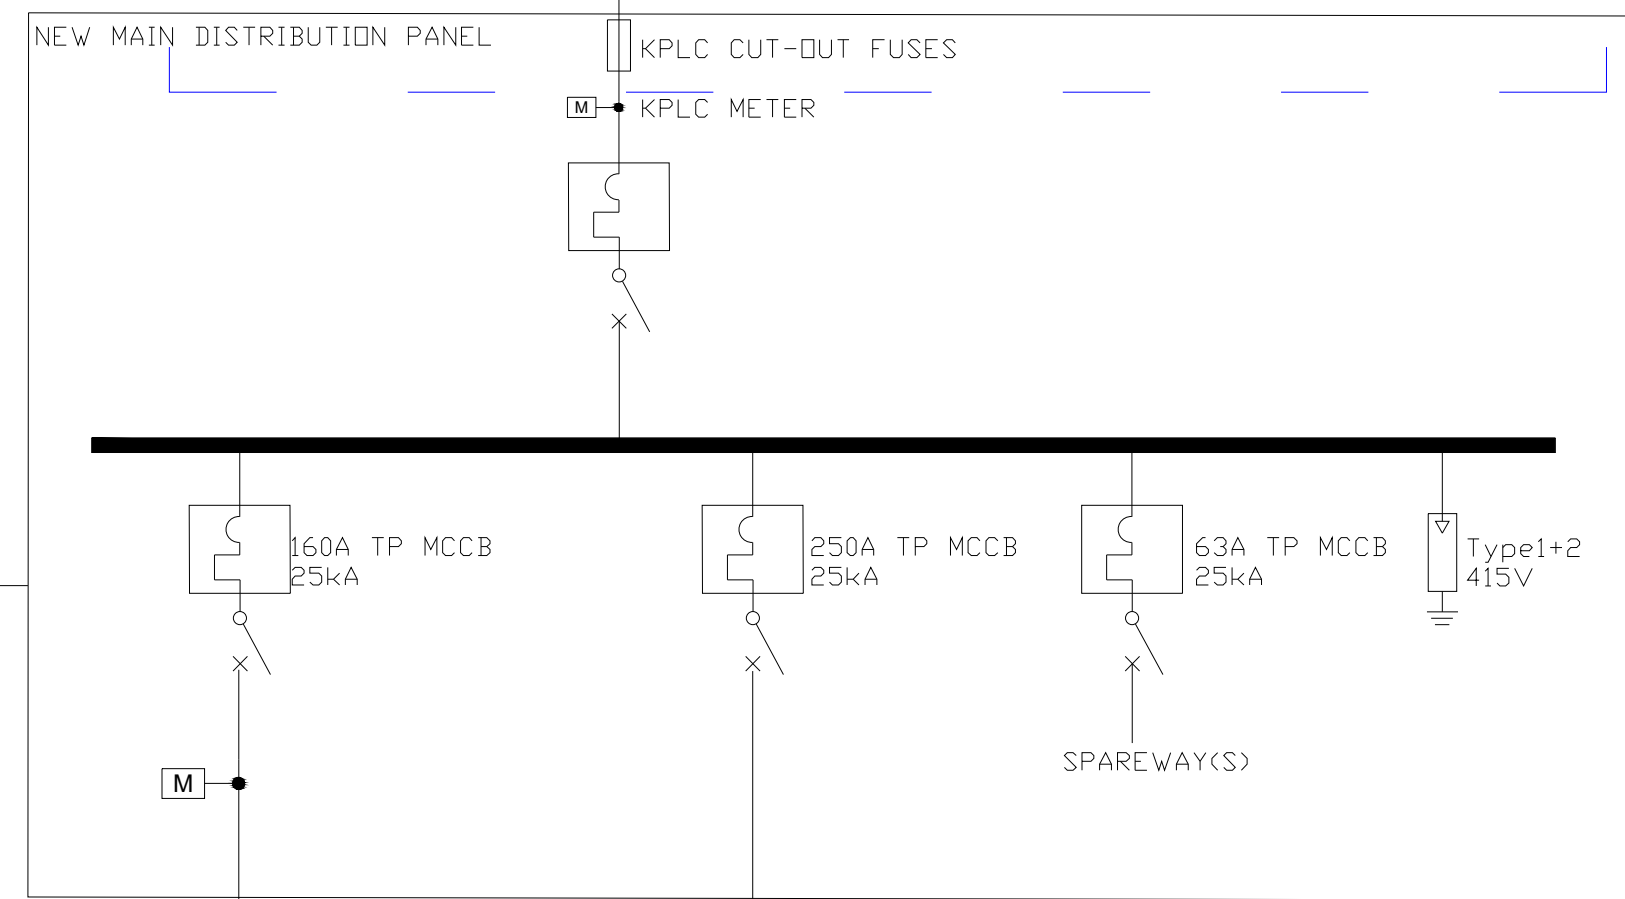 NEW MAIN DISTRIBUTION PANEL
KPLC CUT-OUT FUSES
M
KPLC METER
160A TP MCCB
25kA
250A TP MCCB
25kA
63A TP MCCB
25kA
Type1+2
415V
SPAREWAY(S)
M